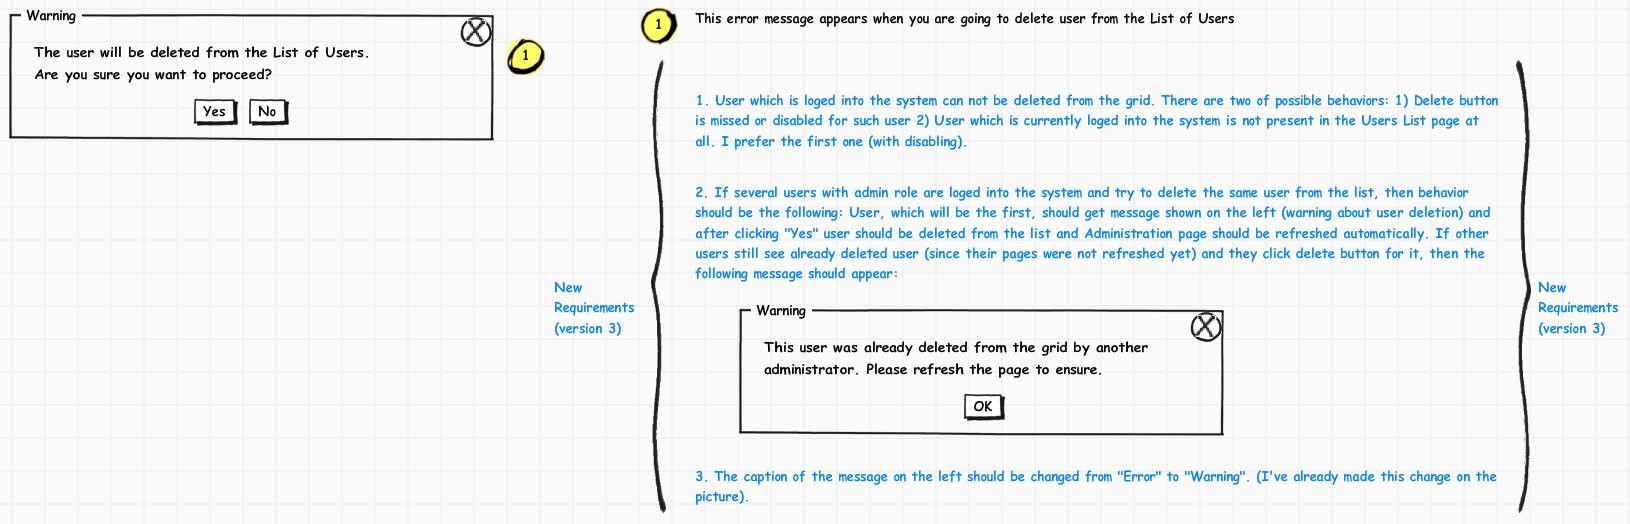 Warning
The user will be deleted from the List of Users.
Are you sure you want to proceed?
Yes No
1
1
This error message appears when you are going to delete user from the List of Users
1. User which is loged into the system can not be deleted from the grid. There are two of possible behaviors: 1) Delete button
is missed or disabled for such user 2) User which is currently loged into the system is not present in the Users List page at
all. I prefer the first one (with disabling).
2. If several users with admin role are loged into the system and try to delete the same user from the list, then behavior
should be the following: User, which will be the first, should get message shown on the left (warning about user deletion) and
after clicking "Yes" user should be deleted from the list and Administration page should be refreshed automatically. If other
users still see already deleted user (since their pages were not refreshed yet) and they click delete button for it, then the
following message should appear:
New
Requirements
(version 3)
Warning
This user was already deleted from the grid by another
administrator. Please refresh the page to ensure.
OK
New
Requirements
(version 3)
3. The caption of the message on the left should be changed from "Error" to "Warning". (I've already made this change on the
picture).